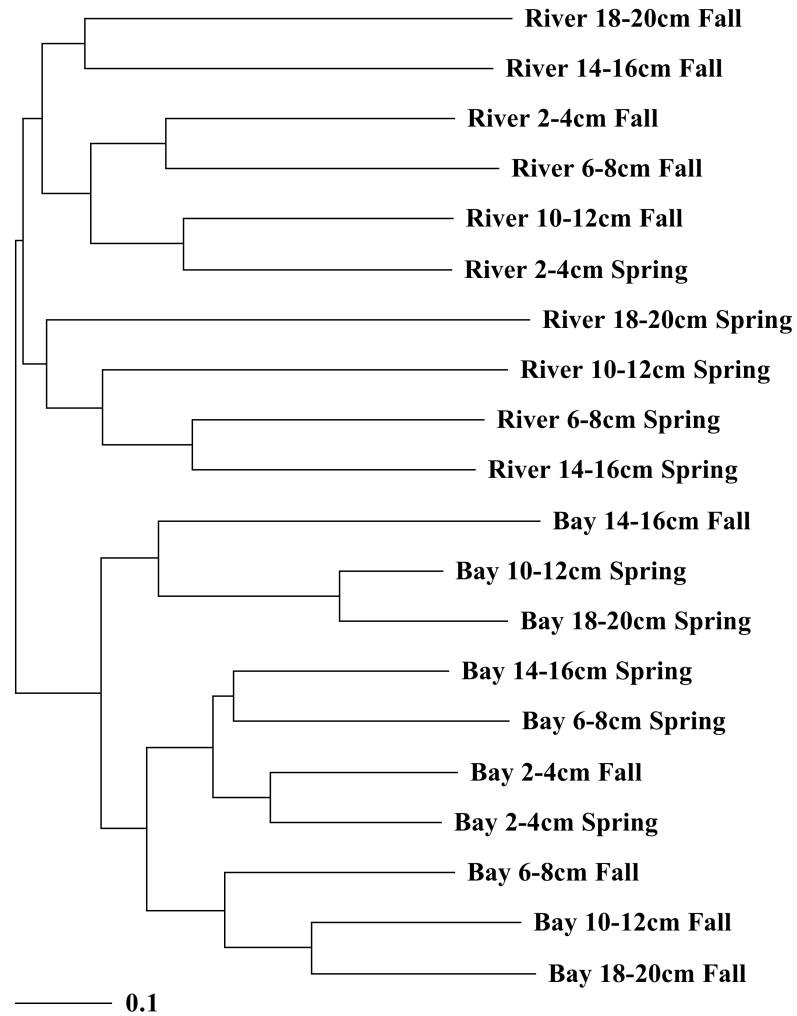 River 18-20cm Fall
River 14-16cm Fall
River 2-4cm Fall
River 6-8cm Fall
River 10-12cm Fall
River 2-4cm Spring
River 18-20cm Spring
River 10-12cm Spring
River 6-8cm Spring
River 14-16cm Spring
Bay 14-16cm Fall
Bay 10-12cm Spring
Bay 18-20cm Spring
Bay 14-16cm Spring
Bay 6-8cm Spring
Bay 2-4cm Fall
Bay 2-4cm Spring
Bay 6-8cm Fall
Bay 10-12cm Fall
Bay 18-20cm Fall
0.1